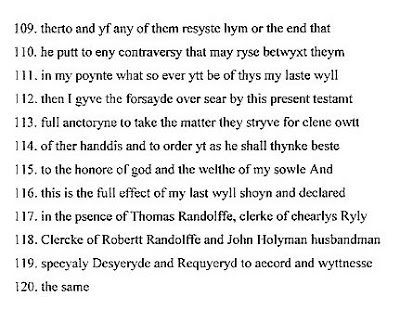 109. therto and yf any of them resyste hym or the end that
110. he putt to eny contraversy that may ryse betwyxt theym
111. in my poynte what so ever ytt be of thys my laste wyll
112. then I gyve the forsayde over sear by this present testamt
113. full anctoryne to take the matter they stryve for clene owtt
114. of ther handdis and to order yt as he shall thynke beste
115. to the honore of god and the welthe of my sowle And
116. this is the full effect of my last wyll shoyn and declared
117. in the psence of Thomas Randolffe, clerke of chearlys Ryly
118. Clercke of Robertt Randolffe and John Holyman husbandman
119. specyaly Desyeryde and Requyeryd to accord and wyttnesse
120. the same